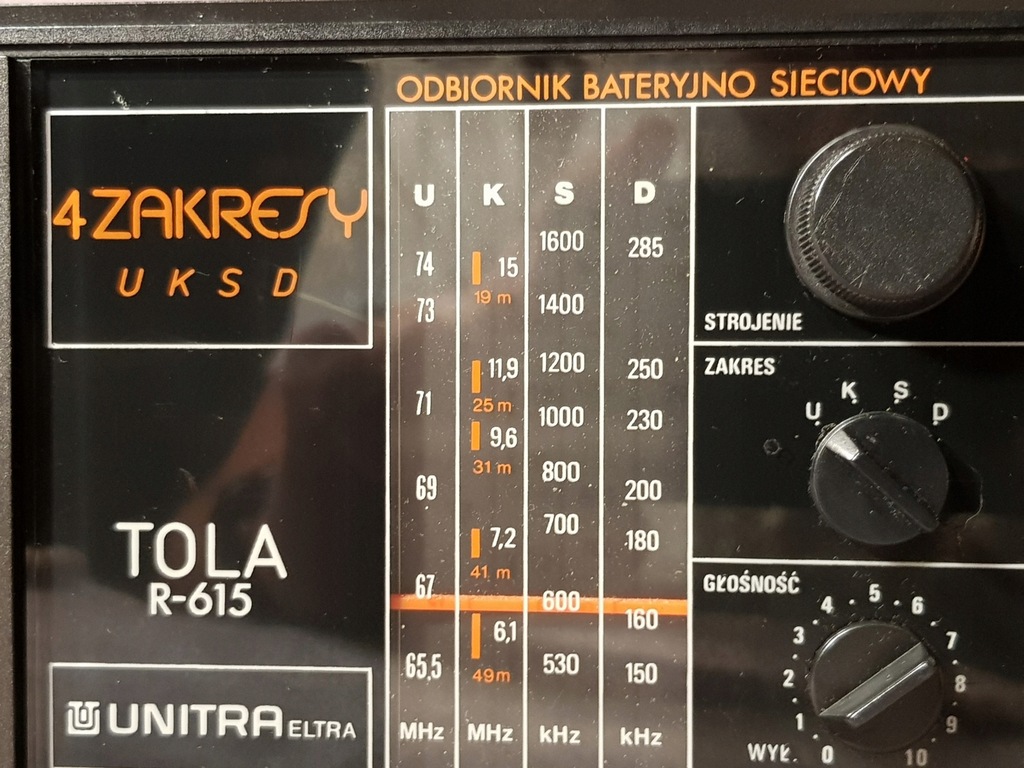 ODBIORNIK BATERYJNO SIECIOWY
4 ZAKRESY
U K S D
TOLA
R-615
UNITRA ELTRA
U K S D
1600
285
74 15
19 m
73 1400
11,9 1200 250
25 m
71 1000 230
9,6
31 m 800
69 200
700
7,2 180
41 m
67 600
160
6,1
65,5 530 150
49 m
MHz MHz kHz kHz
STROJENIE
ZAKRES
U K S D
GŁOŚNOŚĆ
WYŁ. 0 1 2 3 4 5 6 7 8 9 10